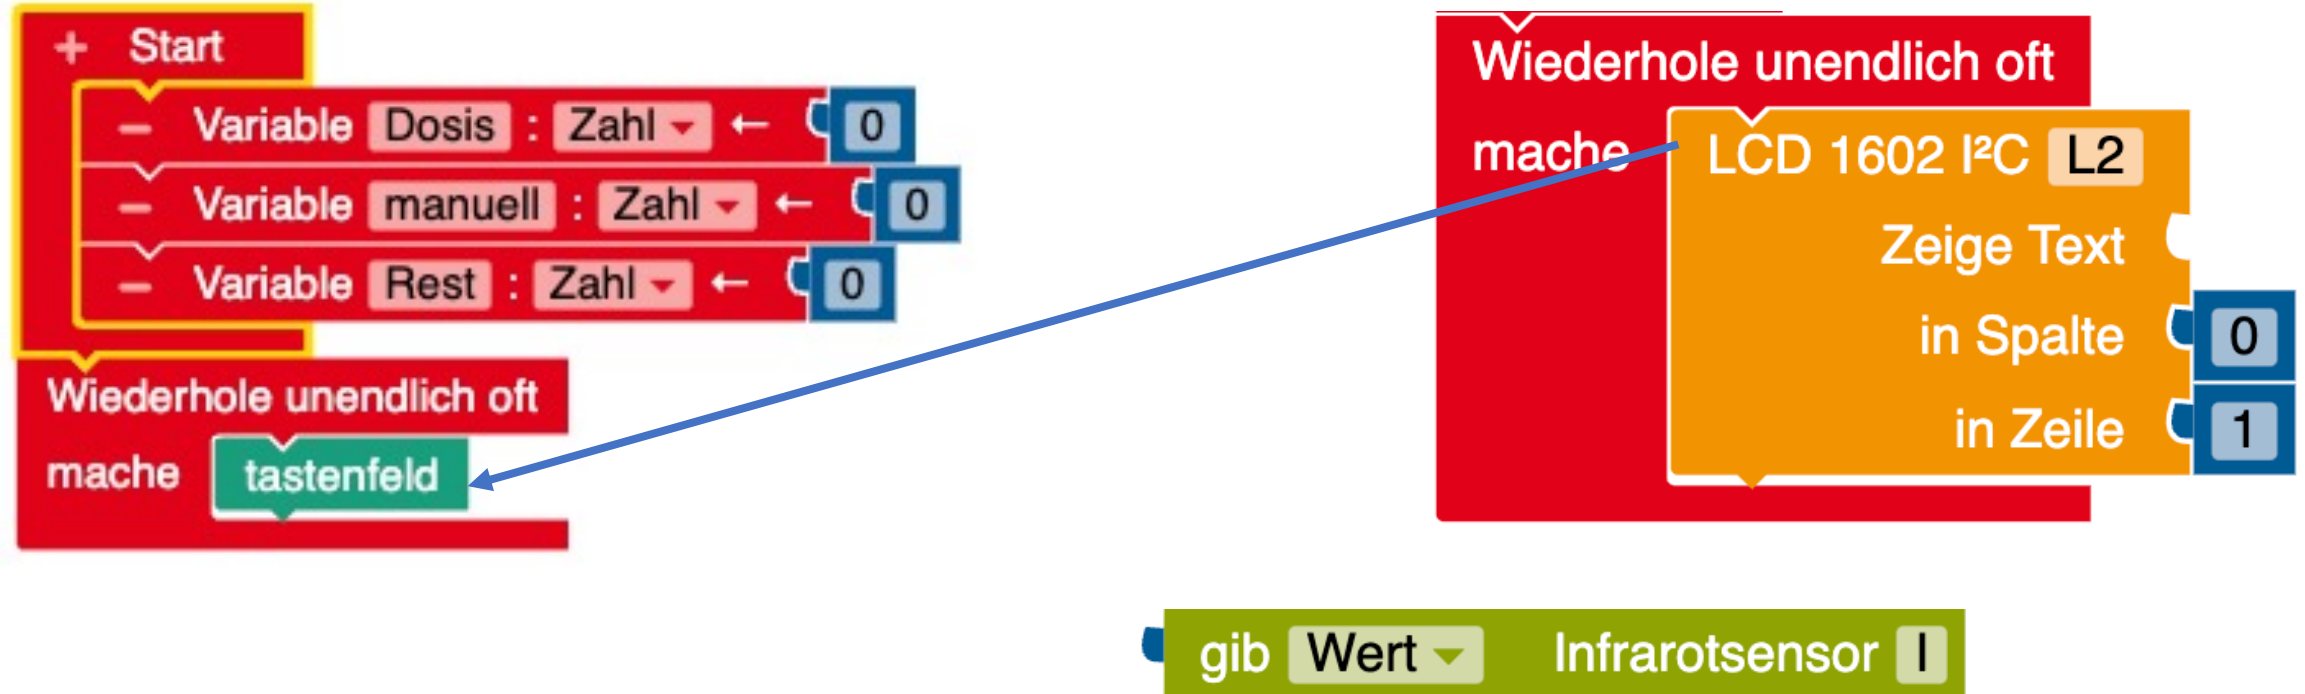 + Start
− Variable Dosis : Zahl ← 0
− Variable manuell : Zahl ← 0
− Variable Rest : Zahl ← 0
Wiederhole unendlich oft
mache tastenfeld
Wiederhole unendlich oft
mache LCD 1602 I²C L2
Zeige Text
in Spalte 0
in Zeile 1
gib Wert Infrarotsensor I